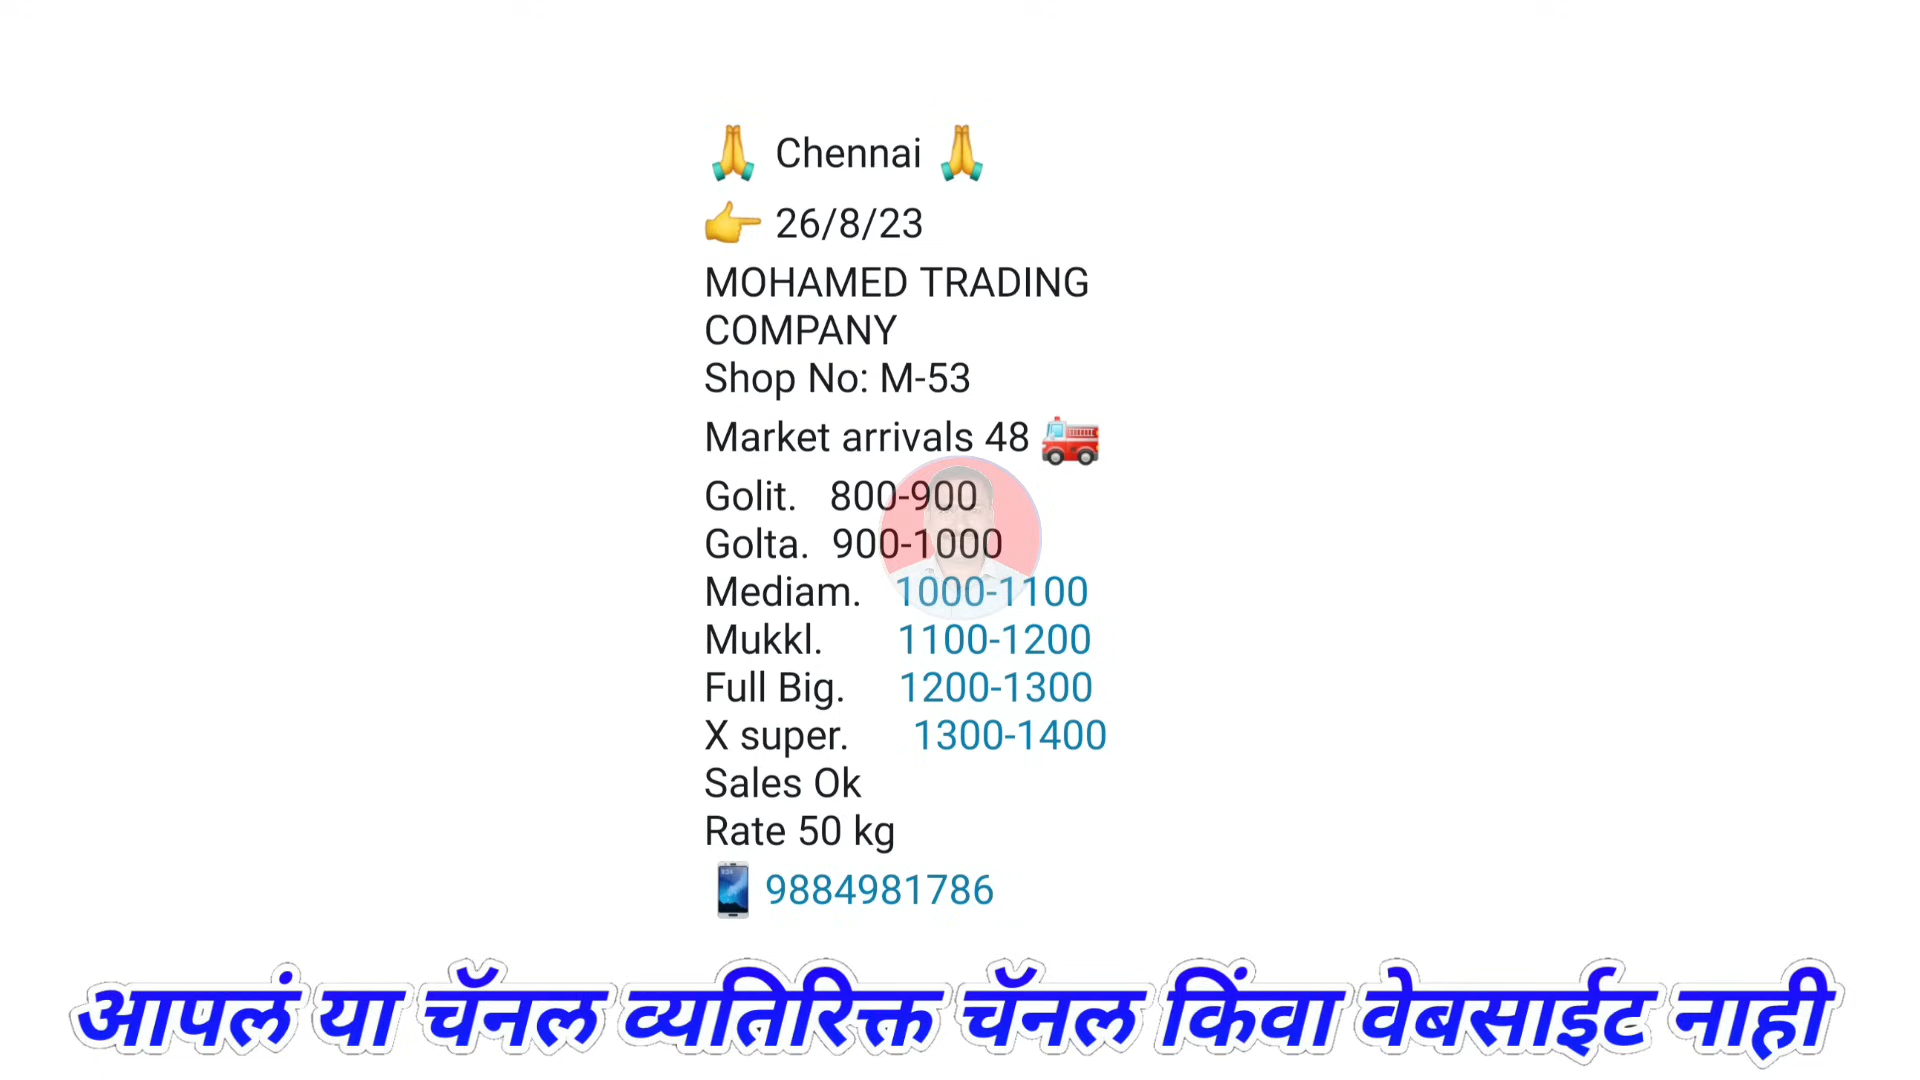 🙏 Chennai 🙏
👉 26/8/23
MOHAMED TRADING
COMPANY
Shop No: M-53
Market arrivals 48 🚒
Golit. 800-900
Golta. 900-1000
Mediam. 1000-1100
Mukkl. 1100-1200
Full Big. 1200-1300
X super. 1300-1400
Sales Ok
Rate 50 kg
📱 9884981786
आपलं या चॅनल व्यतिरिक्त चॅनल किंवा वेबसाईट नाही